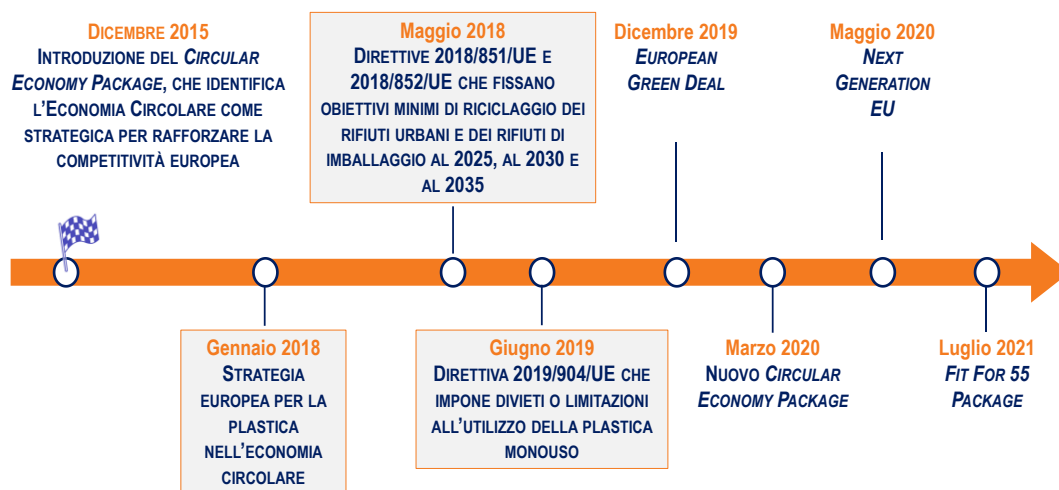 DICEMBRE 2015
INTRODUZIONE DEL CIRCULAR
ECONOMY PACKAGE, CHE IDENTIFICA
L'ECONOMIA CIRCOLARE COME
STRATEGICA PER RAFFORZARE LA
COMPETITIVITÀ EUROPEA
Maggio 2018
DIRETTIVE 2018/851/UE E
2018/852/UE CHE FISSANO
OBIETTIVI MINIMI DI RICICLAGGIO DEI
RIFIUTI URBANI E DEI RIFIUTI DI
IMBALLAGGIO AL 2025, AL 2030 E
AL 2035
Dicembre 2019
EUROPEAN
GREEN DEAL
Maggio 2020
NEXT
GENERATION
EU
Gennaio 2018
STRATEGIA
EUROPEA PER LA
PLASTICA
NELL'ECONOMIA
CIRCOLARE
Giugno 2019
DIRETTIVA 2019/904/UE CHE
IMPONE DIVIETI O LIMITAZIONI
ALL'UTILIZZO DELLA PLASTICA
MONOUSO
Marzo 2020
NUOVO CIRCULAR
ECONOMY PACKAGE
Luglio 2021
FIT FOR 55
PACKAGE